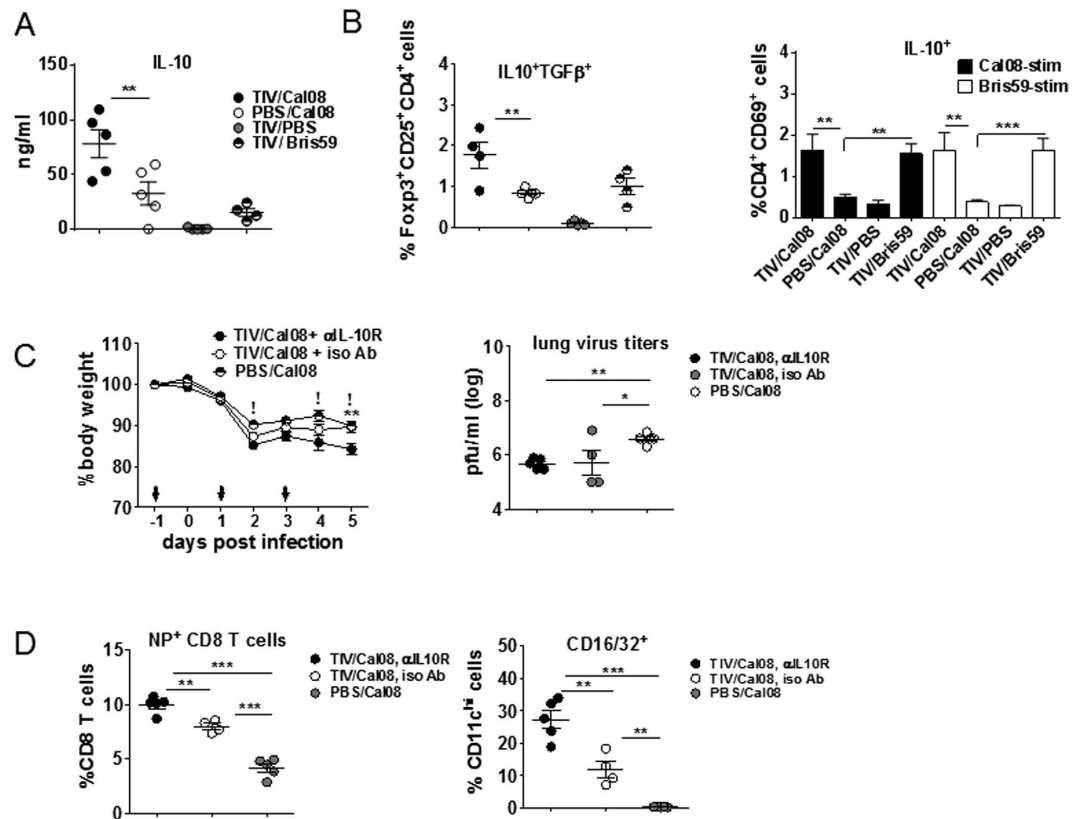 A
IL-10
ng/ml
150
100
50
0
**
TIV/Cal08
PBS/Cal08
TIV/PBS
TIV/Bris59
B
IL10+TGFβ+
% Foxp3+ CD25+ CD4+ cells
4
3
2
1
0
**
IL-10+
%CD4+ CD69+ cells
4
3
2
1
0
Cal08-stim
Bris59-stim
** ** ** ***
TIV/Cal08
PBS/Cal08
TIV/PBS
TIV/Bris59
TIV/Cal08
PBS/Cal08
TIV/PBS
TIV/Bris59
C
TIV/Cal08+ αIL-10R
TIV/Cal08 + iso Ab
PBS/Cal08
%body weight
110
100
90
80
70
! ! !
**
-1 0 1 2 3 4 5
days post infection
lung virus titers
pfu/ml (log)
10
8
6
4
**
*
TIV/Cal08, αIL10R
TIV/Cal08, iso Ab
PBS/Cal08
D
NP+ CD8 T cells
%CD8 T cells
15
10
5
0
***
**
***
TIV/Cal08, αIL10R
TIV/Cal08, iso Ab
PBS/Cal08
CD16/32+
% CD11chi cells
50
40
30
20
10
0
***
**
**
TIV/Cal08, αIL10R
TIV/Cal08, iso Ab
PBS/Cal08